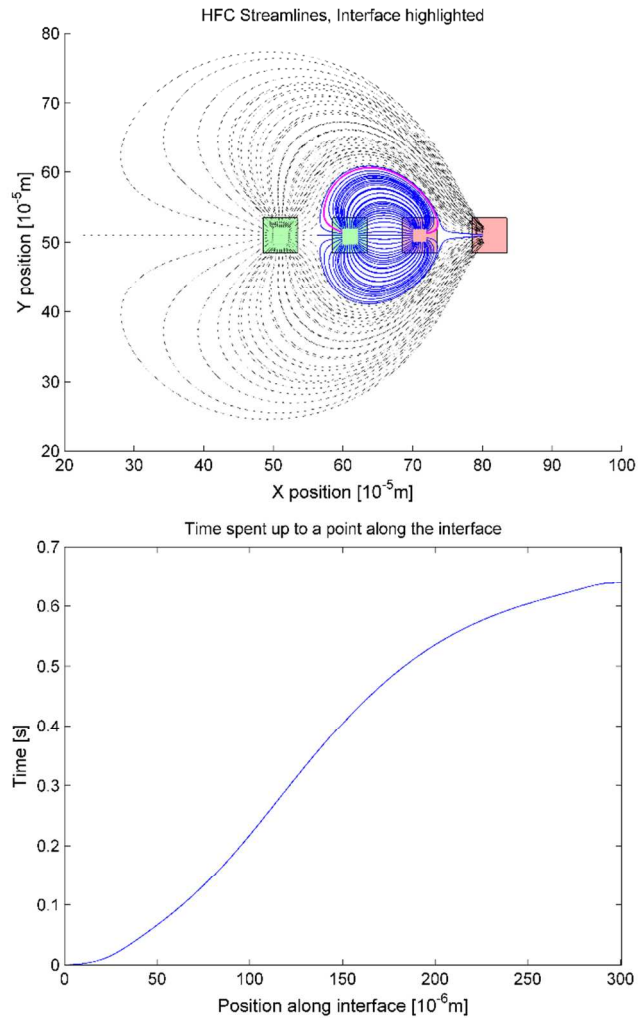 HFC Streamlines, Interface highlighted
80
70
60
50
40
30
20
Y position [10⁻⁵m]
20 30 40 50 60 70 80 90 100
X position [10⁻⁵m]
Time spent up to a point along the interface
0.7
0.6
0.5
0.4
0.3
0.2
0.1
0
Time [s]
0 50 100 150 200 250 300
Position along interface [10⁻⁶m]